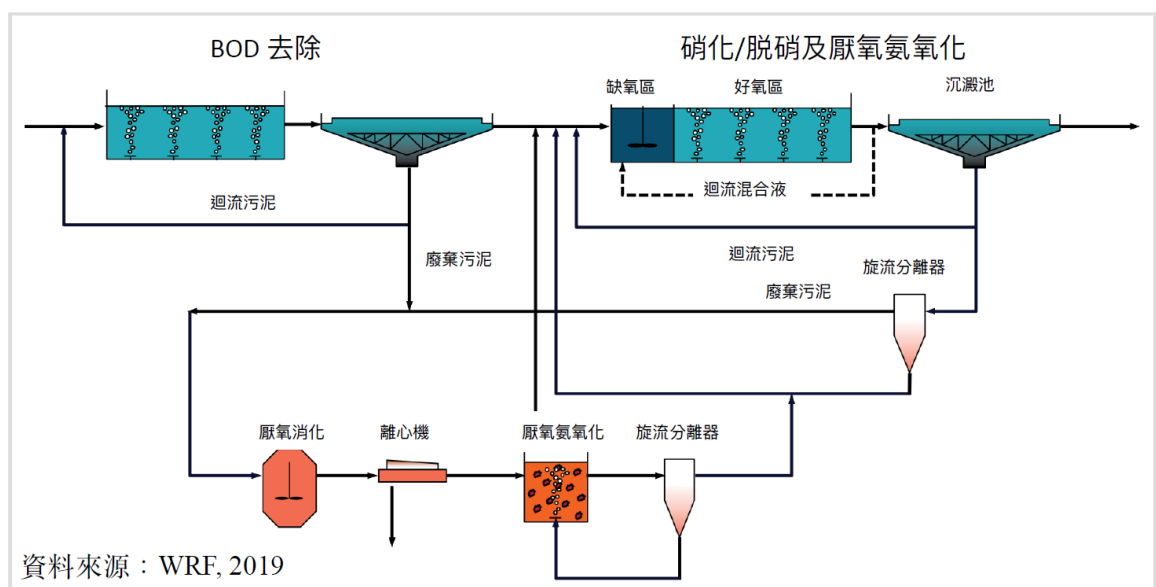 BOD 去除
硝化/脱硝及厭氧氨氧化
缺氧區
好氧區
沉澱池
迴流混合液
迴流污泥
迴流污泥
廢棄污泥
旋流分離器
廢棄污泥
厭氧消化
離心機
厭氧氨氧化
旋流分離器
資料來源：WRF, 2019